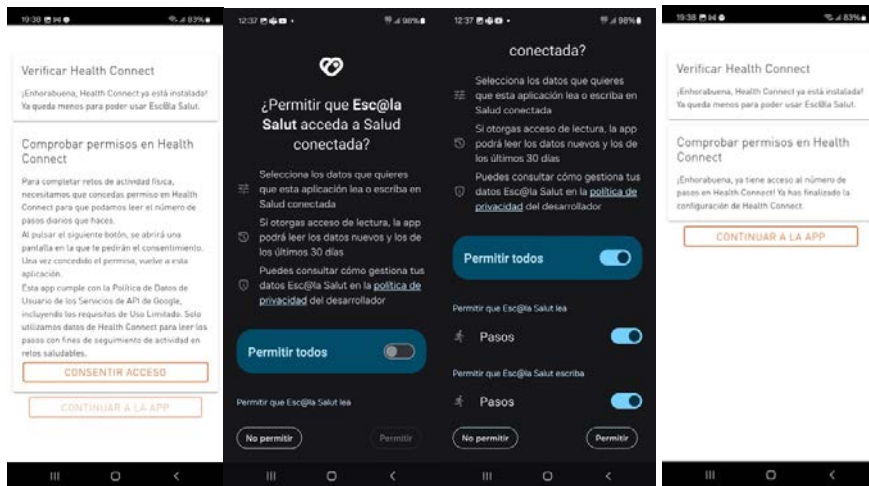 19:38
83%
Verificar Health Connect
¡Enhorabuena, Health Connect ya está instalada!
Ya queda menos para poder usar Esc@la Salut.
Comprobar permisos en Health
Connect
Para completar retos de actividad física,
necesitamos que concedas permiso en Health
Connect para que podamos leer el número de
pasos diarios que haces.
Al pulsar el siguiente botón, se abrirá una
pantalla en la que te pedirán el consentimiento.
Una vez concedido el permiso, vuelve a esta
aplicación.
Esta app cumple con la Política de Datos de
Usuario de los Servicios de API de Google,
incluyendo los requisitos de Uso Limitado. Solo
utilizamos datos de Health Connect para leer los
pasos con fines de seguimiento de actividad en
retos saludables.
CONSENTIR ACCESO
CONTINUAR A LA APP
12:37
98%
¿Permitir que Esc@la
Salut acceda a Salud
conectada?
Selecciona los datos que quieres
que esta aplicación lea o escriba en
Salud conectada
Si otorgas acceso de lectura, la app
podrá leer los datos nuevos y los de
los últimos 30 días
Puedes consultar cómo gestiona tus
datos Esc@la Salut en la política de
privacidad del desarrollador
Permitir todos
Permitir que Esc@la Salut lea
No permitir
Permitir
12:37
98%
conectada?
Selecciona los datos que quieres
que esta aplicación lea o escriba en
Salud conectada
Si otorgas acceso de lectura, la app
podrá leer los datos nuevos y los de
los últimos 30 días
Puedes consultar cómo gestiona tus
datos Esc@la Salut en la política de
privacidad del desarrollador
Permitir todos
Permitir que Esc@la Salut lea
Pasos
Permitir que Esc@la Salut escriba
Pasos
No permitir
Permitir
19:38
83%
Verificar Health Connect
¡Enhorabuena, Health Connect ya está instalada!
Ya queda menos para poder usar Esc@la Salut.
Comprobar permisos en Health
Connect
¡Enhorabuena, ya tiene acceso al número de
pasos en Health Connect! Ya has finalizado la
configuración de Health Connect.
CONTINUAR A LA APP